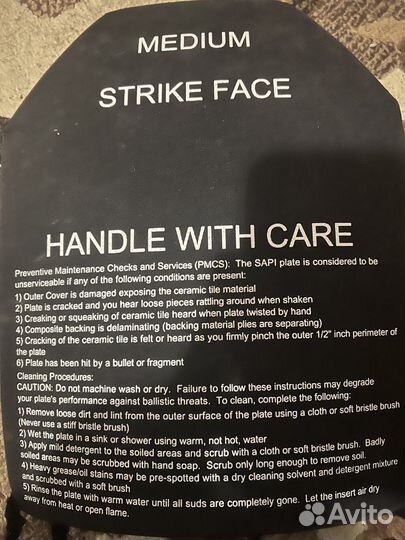 MEDIUM
STRIKE FACE
HANDLE WITH CARE
Preventive Maintenance Checks and Services (PMCS): The SAPI plate is considered to be
unserviceable if any of the following conditions are present:
1) Outer Cover is damaged exposing the ceramic tile material
2) Plate is cracked and you hear loose pieces rattling around when shaken
3) Creaking or squeaking of ceramic tile heard when plate twisted by hand
4) Composite backing is delaminating (backing material plies are separating)
5) Cracking of the ceramic tile is felt or heard as you firmly pinch the outer 1/2" inch perimeter of
the plate
6) Plate has been hit by a bullet or fragment
Cleaning Procedures:
CAUTION: Do not machine wash or dry. Failure to follow these instructions may degrade
your plate's performance against ballistic threats. To clean, complete the following:
1) Remove loose dirt and lint from the outer surface of the plate using a cloth or soft bristle brush
(Never use a stiff bristle brush)
2) Wet the plate in a sink or shower using warm, not hot, water
3) Apply mild detergent to the soiled areas and scrub with a cloth or soft bristle brush. Badly
soiled areas may be scrubbed with hand soap. Scrub only long enough to remove soil.
4) Heavy grease/oil stains may be pre-spotted with a dry cleaning solvent and detergent mixture
and scrubbed with a soft brush
5) Rinse the plate with warm water until all suds are completely gone. Let the insert air dry
away from heat or open flame.
Avito